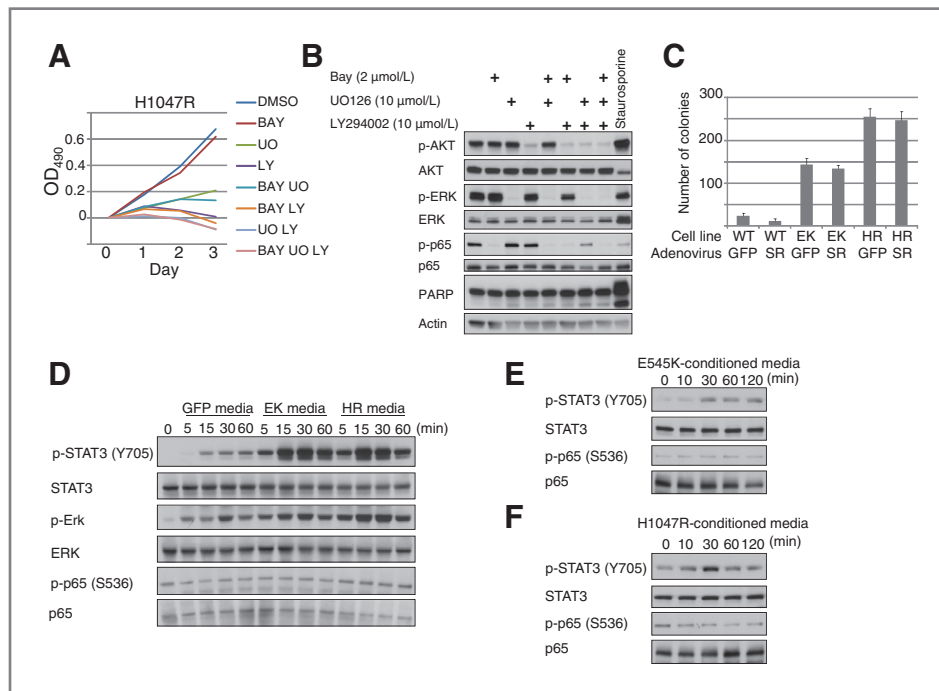 A
H1047R
OD490
0.6
0.4
0.2
0
0 1 2 3
Day
DMSO
BAY
UO
LY
BAY UO
BAY LY
UO LY
BAY UO LY
B
Bay (2 µmol/L) + + + +
UO126 (10 µmol/L) + + + +
LY294002 (10 µmol/L) + + + +
Staurosporine
p-AKT
AKT
p-ERK
ERK
p-p65
p65
PARP
Actin
C
Number of colonies
300
200
100
Cell line WT WT EK EK HR HR
Adenovirus GFP SR GFP SR GFP SR
D
GFP media EK media HR media
0 5 15 30 60 5 15 30 60 5 15 30 60 (min)
p-STAT3 (Y705)
STAT3
p-Erk
ERK
p-p65 (S536)
p65
E
E545K-conditioned media
0 10 30 60 120 (min)
p-STAT3 (Y705)
STAT3
p-p65 (S536)
p65
F
H1047R-conditioned media
0 10 30 60 120 (min)
p-STAT3 (Y705)
STAT3
p-p65 (S536)
p65